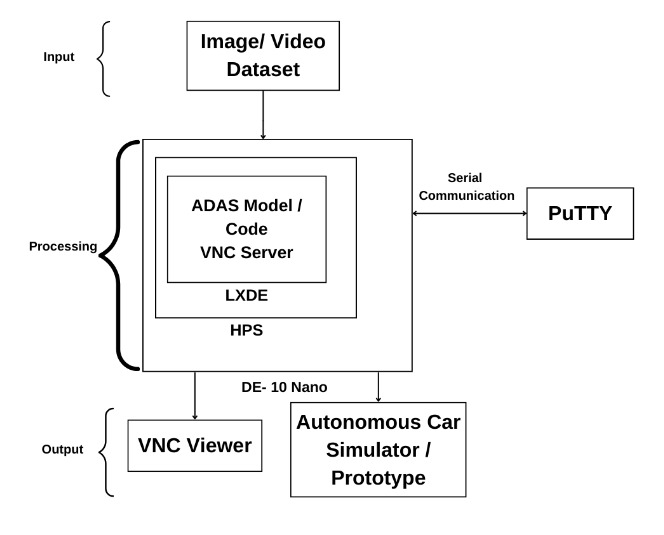 Input
Image/ Video
Dataset
Serial
Communication
PuTTY
Processing
ADAS Model /
Code
VNC Server
LXDE
HPS
DE- 10 Nano
Output
VNC Viewer
Autonomous Car
Simulator /
Prototype